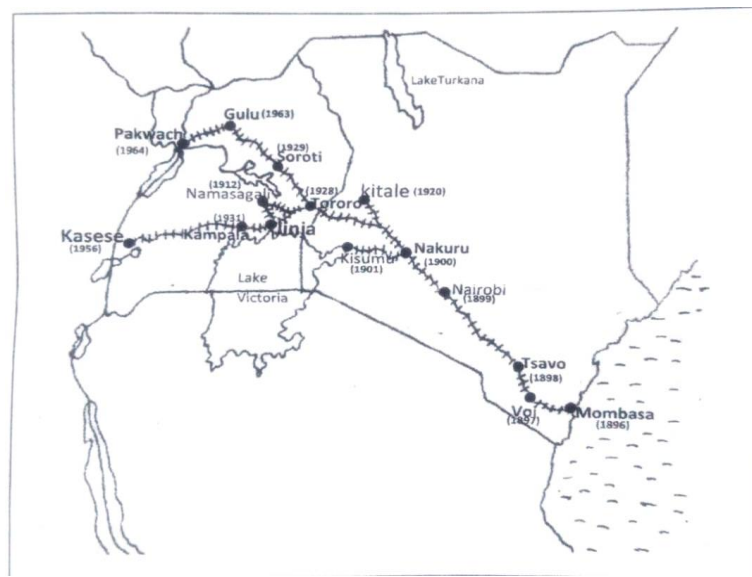 LakeTurkana
Gulu (1963)
Pakwach
(1964)
(1929)
Soroti
(1912)
Namasagali
(1928)
Tororo
kitale (1920)
(1931)
Kampala
Jinja
Kasese
(1956)
Kisumu
(1901)
Nakuru
(1900)
Lake
Victoria
Nairobi
(1899)
Tsavo
(1898)
Voi
(1897)
Mombasa
(1896)